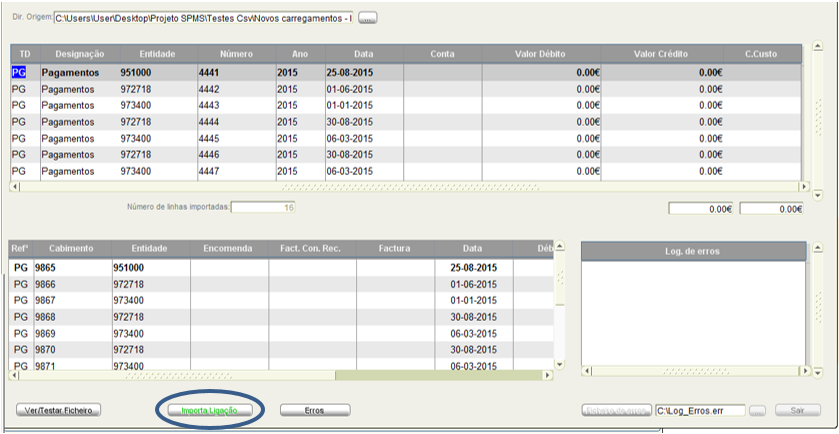 Dir. Origem: C:\Users\User\Desktop\Projeto SPMS\Testes Csv\Novos carregamentos - I ....
TD Designação Entidade Número Ano Data Conta Valor Débito Valor Crédito C.Custo
PG Pagamentos 951000 4441 2015 25-08-2015 0.00€ 0.00€
PG Pagamentos 972718 4442 2015 01-06-2015 0.00€ 0.00€
PG Pagamentos 973400 4443 2015 01-01-2015 0.00€ 0.00€
PG Pagamentos 972718 4444 2015 30-08-2015 0.00€ 0.00€
PG Pagamentos 973400 4445 2015 06-03-2015 0.00€ 0.00€
PG Pagamentos 972718 4446 2015 30-08-2015 0.00€ 0.00€
PG Pagamentos 973400 4447 2015 06-03-2015 0.00€ 0.00€
Número de linhas importadas: 16 0.00€ 0.00€
Refª Cabimento Entidade Encomenda Fact. Con. Rec. Factura Data Déb
PG 9865 951000 25-08-2015
PG 9866 972718 01-06-2015
PG 9867 973400 01-01-2015
PG 9868 972718 30-08-2015
PG 9869 973400 06-03-2015
PG 9870 972718 30-08-2015
PG 9871 973400 06-03-2015
Log. de erros
Ver/Testar.Ficheiro Importa.Ligação Erros C:\Log_Erros.err .... Sair